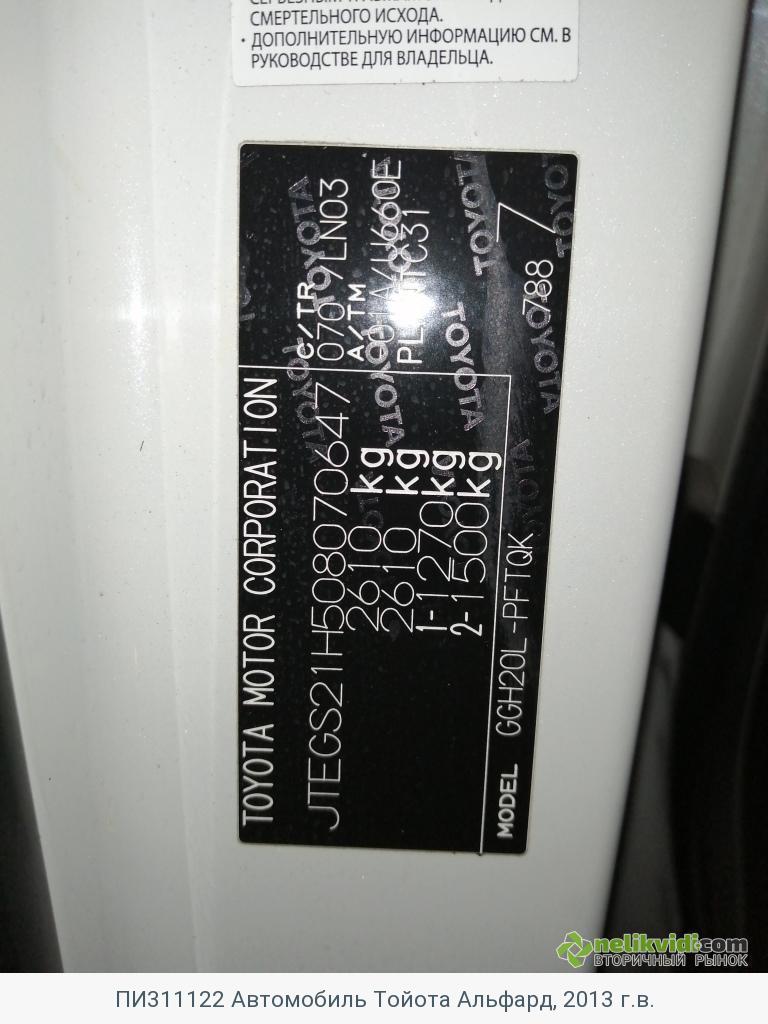 СМЕРТЕЛЬНОГО ИСХОДА.
· ДОПОЛНИТЕЛЬНУЮ ИНФОРМАЦИЮ СМ. В
РУКОВОДСТВЕ ДЛЯ ВЛАДЕЛЬЦА.
TOYOTA MOTOR CORPORATION
JTEGS21H508070647
2610 kg
2610 kg
1-1270kg
2-1500kg
C/TR 070 LN03
A/TM
C31
788 7
MODEL GGH20L-PFTQK
TOYOTA
nelikvidi.com
ВТОРИЧНЫЙ РЫНОК
ПИ311122 Автомобиль Тойота Альфард, 2013 г.в.